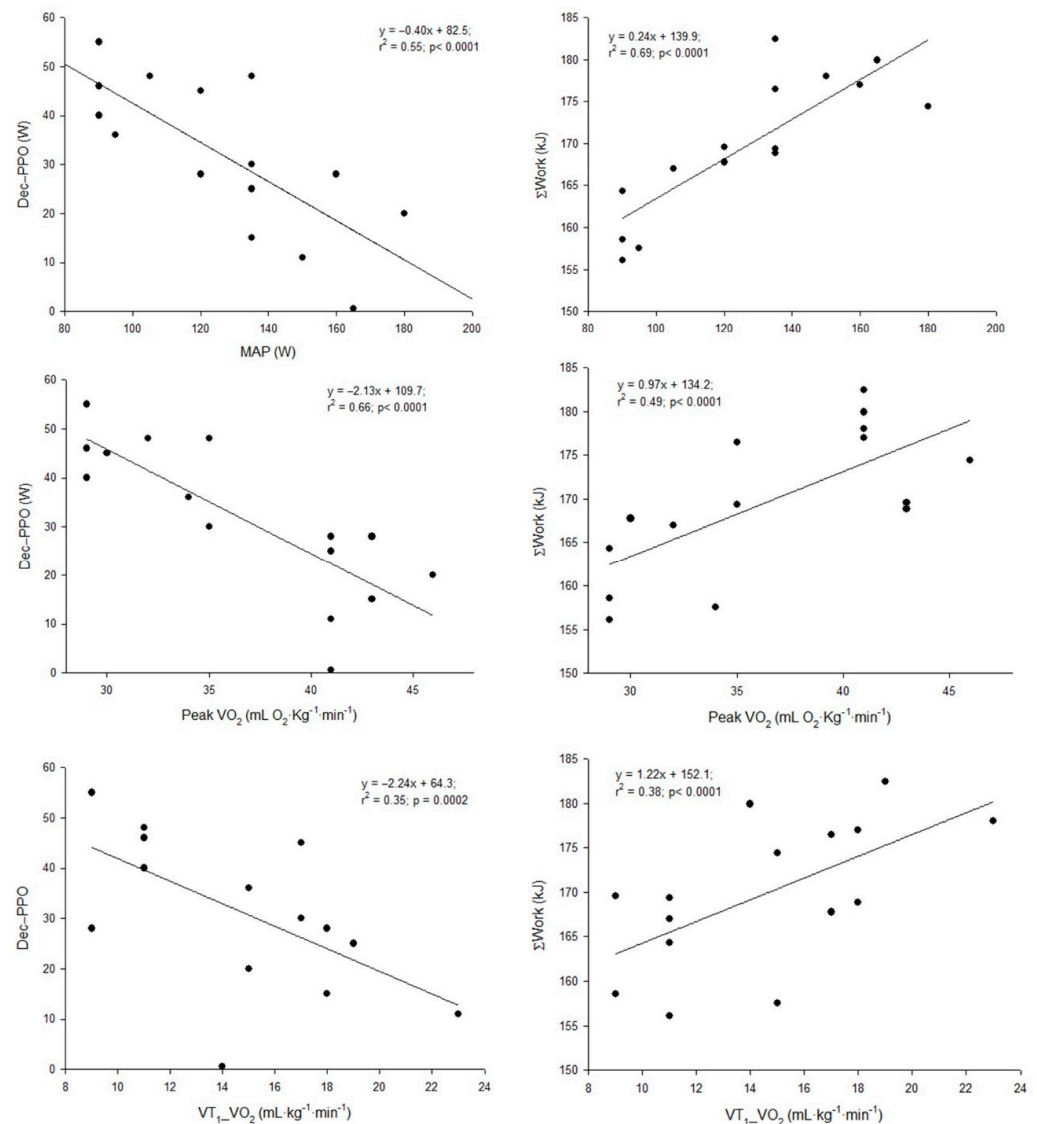 y = –0.40x + 82.5;
r² = 0.55; p< 0.0001
Dec–PPO (W)
60
50
40
30
20
10
0
80 100 120 140 160 180 200
MAP (W)
y = 0.24x + 139.9;
r² = 0.69; p< 0.0001
ΣWork (kJ)
185
180
175
170
165
160
155
150
80 100 120 140 160 180 200
y = –2.13x + 109.7;
r² = 0.66; p< 0.0001
Dec–PPO (W)
60
50
40
30
20
10
0
30 35 40 45
Peak VO₂ (mL O₂·Kg⁻¹·min⁻¹)
y = 0.97x + 134.2;
r² = 0.49; p< 0.0001
ΣWork (kJ)
185
180
175
170
165
160
155
150
30 35 40 45
Peak VO₂ (mL O₂·Kg⁻¹·min⁻¹)
y = –2.24x + 64.3;
r² = 0.35; p = 0.0002
Dec–PPO
60
50
40
30
20
10
0
8 10 12 14 16 18 20 22 24
VT₁_VO₂ (mL·kg⁻¹·min⁻¹)
y = 1.22x + 152.1;
r² = 0.38; p< 0.0001
ΣWork (kJ)
185
180
175
170
165
160
155
150
8 10 12 14 16 18 20 22 24
VT₁_VO₂ (mL·kg⁻¹·min⁻¹)